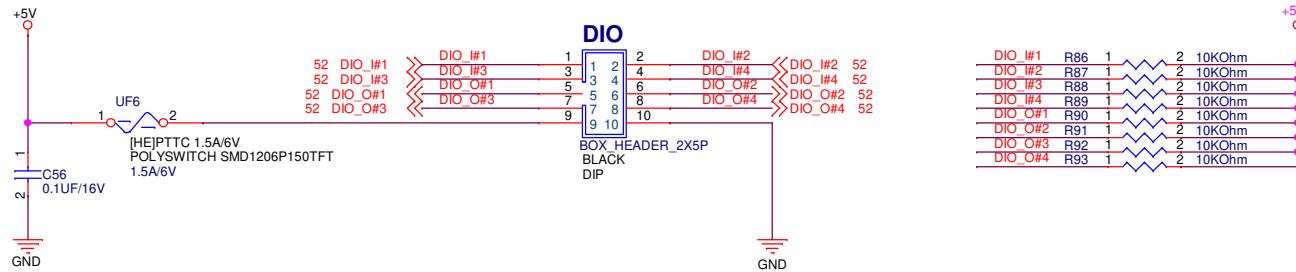 +5V
DIO
+5
DIO_I#1 1 2 DIO_I#2
52 DIO_I#1 1 2 DIO_I#2 52
DIO_I#3 3 4 DIO_I#4
52 DIO_I#3 3 4 DIO_I#4 52
DIO_O#1 5 6 DIO_O#2
52 DIO_O#1 5 6 DIO_O#2 52
DIO_O#3 7 8 DIO_O#4
52 DIO_O#3 7 8 DIO_O#4 52
9 10
9 10
UF6
1 2
[HE]PTTC 1.5A/6V
POLYSWITCH SMD1206P150TFT
1.5A/6V
BOX_HEADER_2X5P
BLACK
DIP
1
C56
0.1UF/16V
2
GND
GND
DIO_I#1 R86 1 2 10KOhm
DIO_I#2 R87 1 2 10KOhm
DIO_I#3 R88 1 2 10KOhm
DIO_I#4 R89 1 2 10KOhm
DIO_O#1 R90 1 2 10KOhm
DIO_O#2 R91 1 2 10KOhm
DIO_O#3 R92 1 2 10KOhm
DIO_O#4 R93 1 2 10KOhm